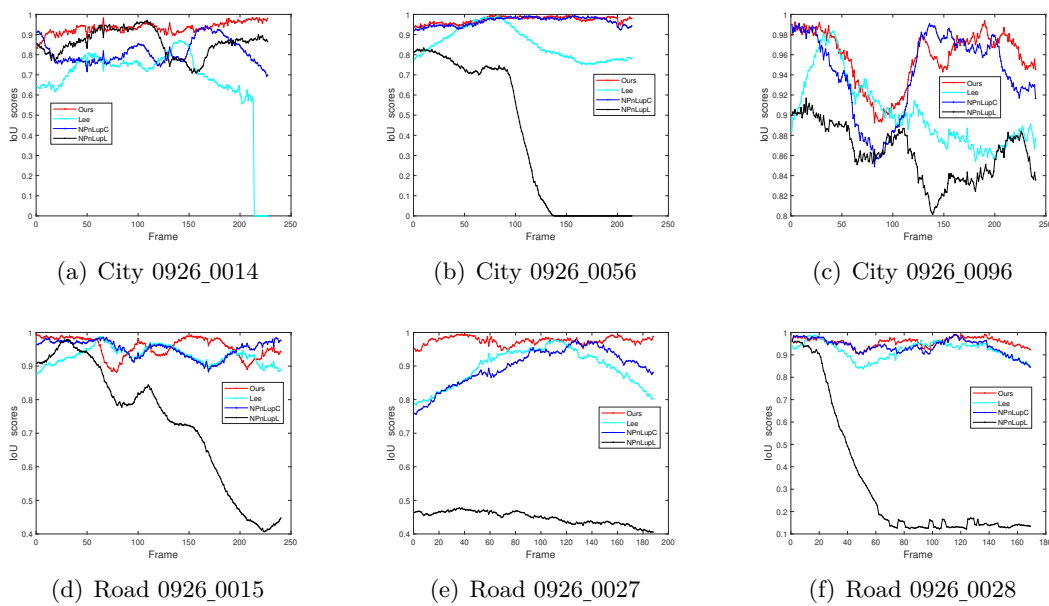 1
0.9
0.8
0.7
0.6
0.5
0.4
0.3
0.2
0.1
0
IoU scores
Ours
Lee
NPnLupC
NPnLupL
0 50 100 150 200 250
Frame
(a) City 0926_0014
1
0.9
0.8
0.7
0.6
0.5
0.4
0.3
0.2
0.1
0
IoU scores
Ours
Lee
NPnLupC
NPnLupL
0 50 100 150 200 250
Frame
(b) City 0926_0056
1
0.96
0.92
0.88
0.84
0.8
IoU scores
Ours
Lee
NPnLupC
NPnLupL
0 50 100 150 200 250
Frame
(c) City 0926_0096
1
0.9
0.8
0.7
0.6
0.5
0.4
IoU scores
Ours
Lee
NPnLupC
NPnLupL
0 50 100 150 200 250
Frame
(d) Road 0926_0015
1
0.9
0.8
0.7
0.6
0.5
0.4
IoU scores
Ours
Lee
NPnLupC
NPnLupL
0 20 40 60 80 100 120 140 160 180 200
Frame
(e) Road 0926_0027
1
0.9
0.8
0.7
0.6
0.5
0.4
0.3
0.2
0.1
IoU scores
Ours
Lee
NPnLupC
NPnLupL
0 20 40 60 80 100 120 140 160 180
Frame
(f) Road 0926_0028